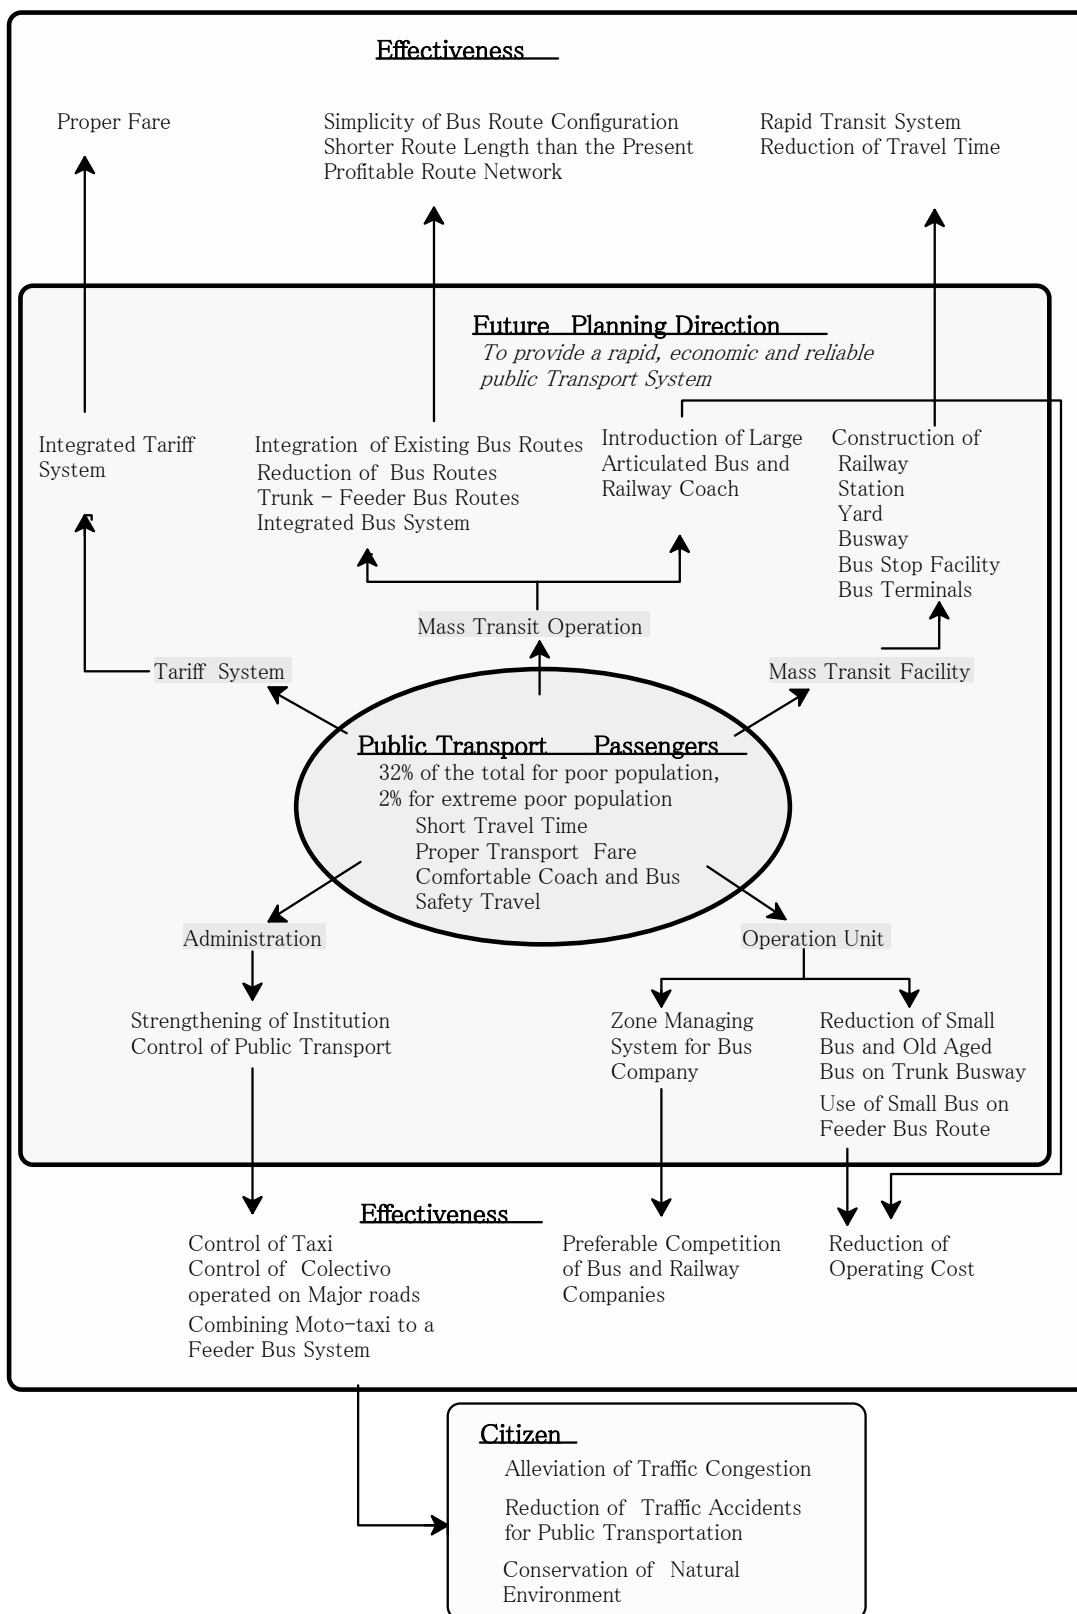 Effectiveness
Proper Fare
Simplicity of Bus Route Configuration
Shorter Route Length than the Present
Profitable Route Network
Rapid Transit System
Reduction of Travel Time
Future Planning Direction
To provide a rapid, economic and reliable
public Transport System
Integrated Tariff
System
Integration of Existing Bus Routes
Reduction of Bus Routes
Trunk - Feeder Bus Routes
Integrated Bus System
Introduction of Large
Articulated Bus and
Railway Coach
Construction of
Railway
Station
Yard
Busway
Bus Stop Facility
Bus Terminals
Mass Transit Operation
Tariff System
Mass Transit Facility
Public Transport Passengers
32% of the total for poor population,
2% for extreme poor population
Short Travel Time
Proper Transport Fare
Comfortable Coach and Bus
Safety Travel
Administration
Operation Unit
Strengthening of Institution
Control of Public Transport
Zone Managing
System for Bus
Company
Reduction of Small
Bus and Old Aged
Bus on Trunk Busway
Use of Small Bus on
Feeder Bus Route
Effectiveness
Control of Taxi
Control of Colectivo
operated on Major roads
Combining Moto-taxi to a
Feeder Bus System
Preferable Competition
of Bus and Railway
Companies
Reduction of
Operating Cost
Citizen
Alleviation of Traffic Congestion
Reduction of Traffic Accidents
for Public Transportation
Conservation of Natural
Environment